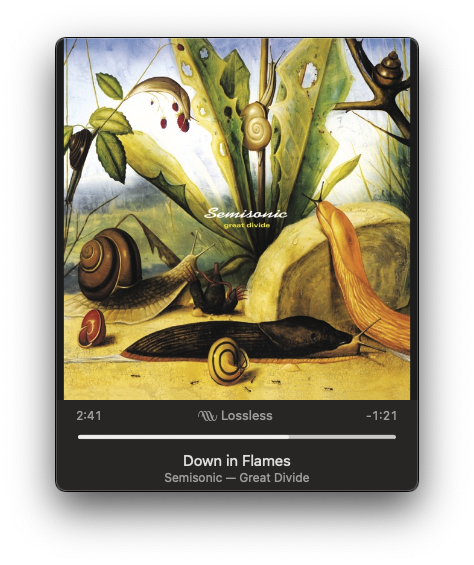 Semisonic
great divide
2:41 Lossless -1:21
Down in Flames
Semisonic — Great Divide